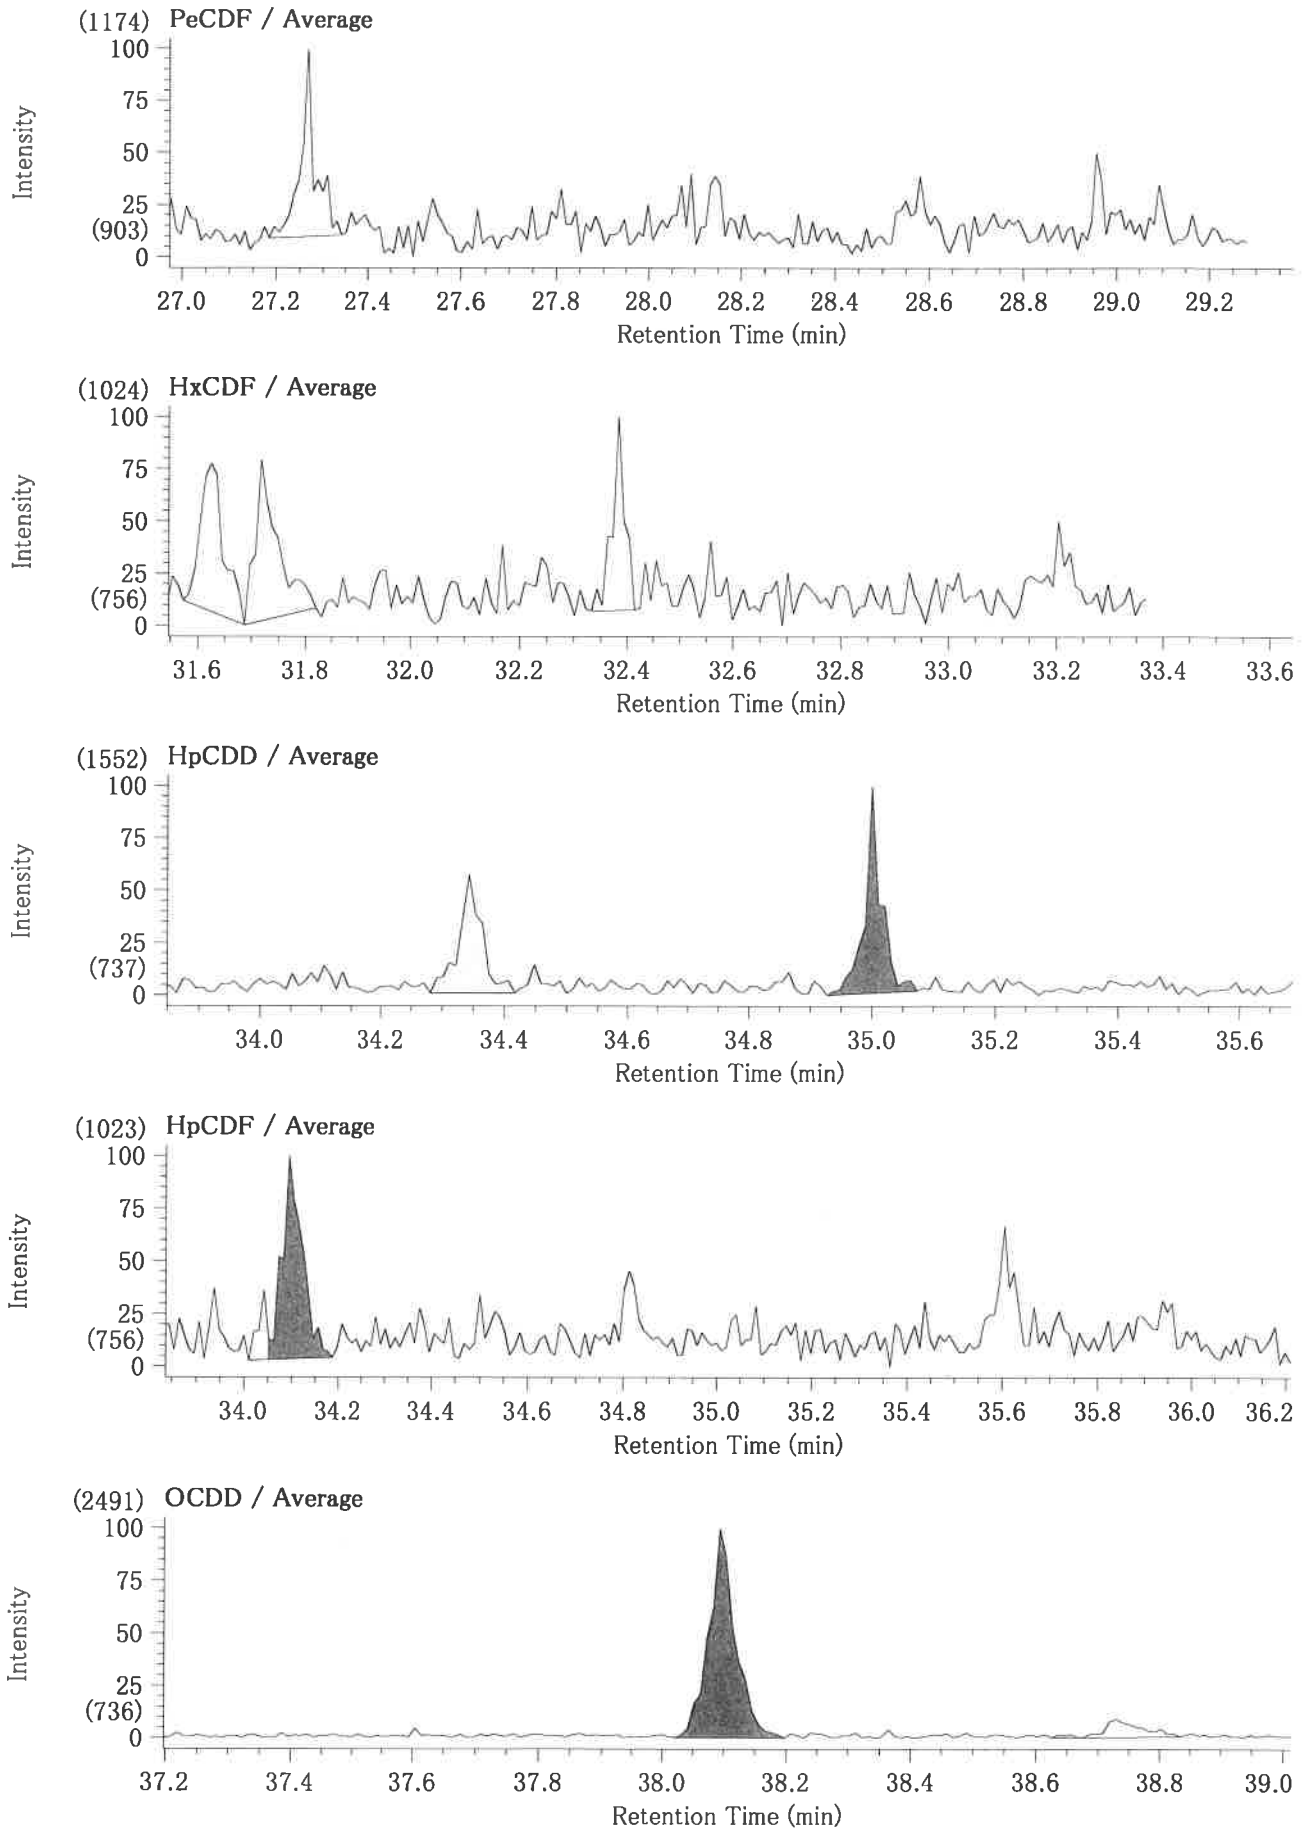 (1174) PeCDF / Average
100
75
50
25
(903)
0
Intensity
27.0 27.2 27.4 27.6 27.8 28.0 28.2 28.4 28.6 28.8 29.0 29.2
Retention Time (min)
(1024) HxCDF / Average
100
75
50
25
(756)
0
Intensity
31.6 31.8 32.0 32.2 32.4 32.6 32.8 33.0 33.2 33.4 33.6
Retention Time (min)
(1552) HpCDD / Average
100
75
50
25
(737)
0
Intensity
34.0 34.2 34.4 34.6 34.8 35.0 35.2 35.4 35.6
Retention Time (min)
(1023) HpCDF / Average
100
75
50
25
(756)
0
Intensity
34.0 34.2 34.4 34.6 34.8 35.0 35.2 35.4 35.6 35.8 36.0 36.2
Retention Time (min)
(2491) OCDD / Average
100
75
50
25
(736)
0
Intensity
37.2 37.4 37.6 37.8 38.0 38.2 38.4 38.6 38.8 39.0
Retention Time (min)